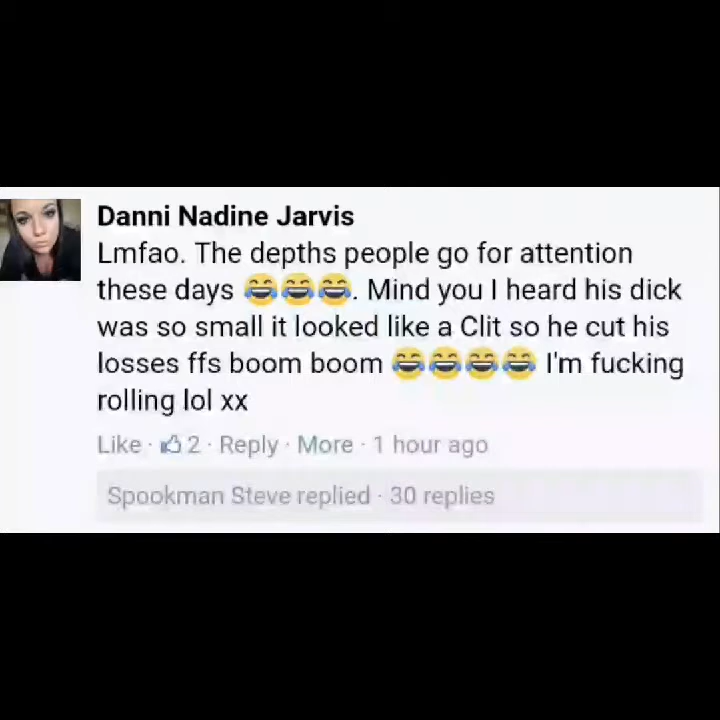 Danni Nadine Jarvis
Lmfao. The depths people go for attention
these days 😂😂😂. Mind you I heard his dick
was so small it looked like a Clit so he cut his
losses ffs boom boom 😂😂😂😂 I'm fucking
rolling lol xx
Like · 👍 2 · Reply · More · 1 hour ago
Spookman Steve replied · 30 replies